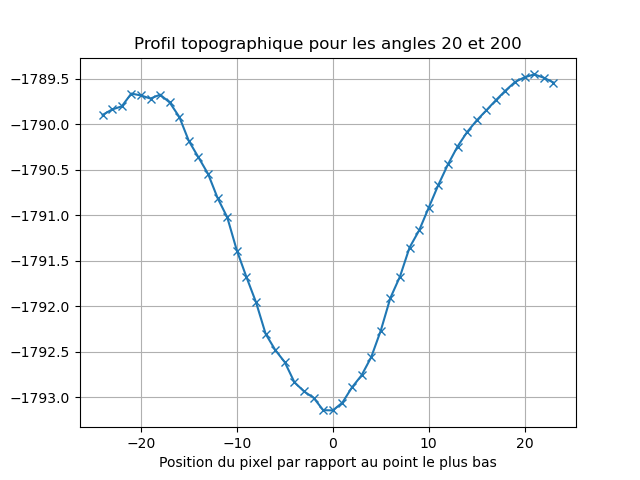 Profil topographique pour les angles 20 et 200
−1789.5
−1790.0
−1790.5
−1791.0
−1791.5
−1792.0
−1792.5
−1793.0
−20 −10 0 10 20
Position du pixel par rapport au point le plus bas